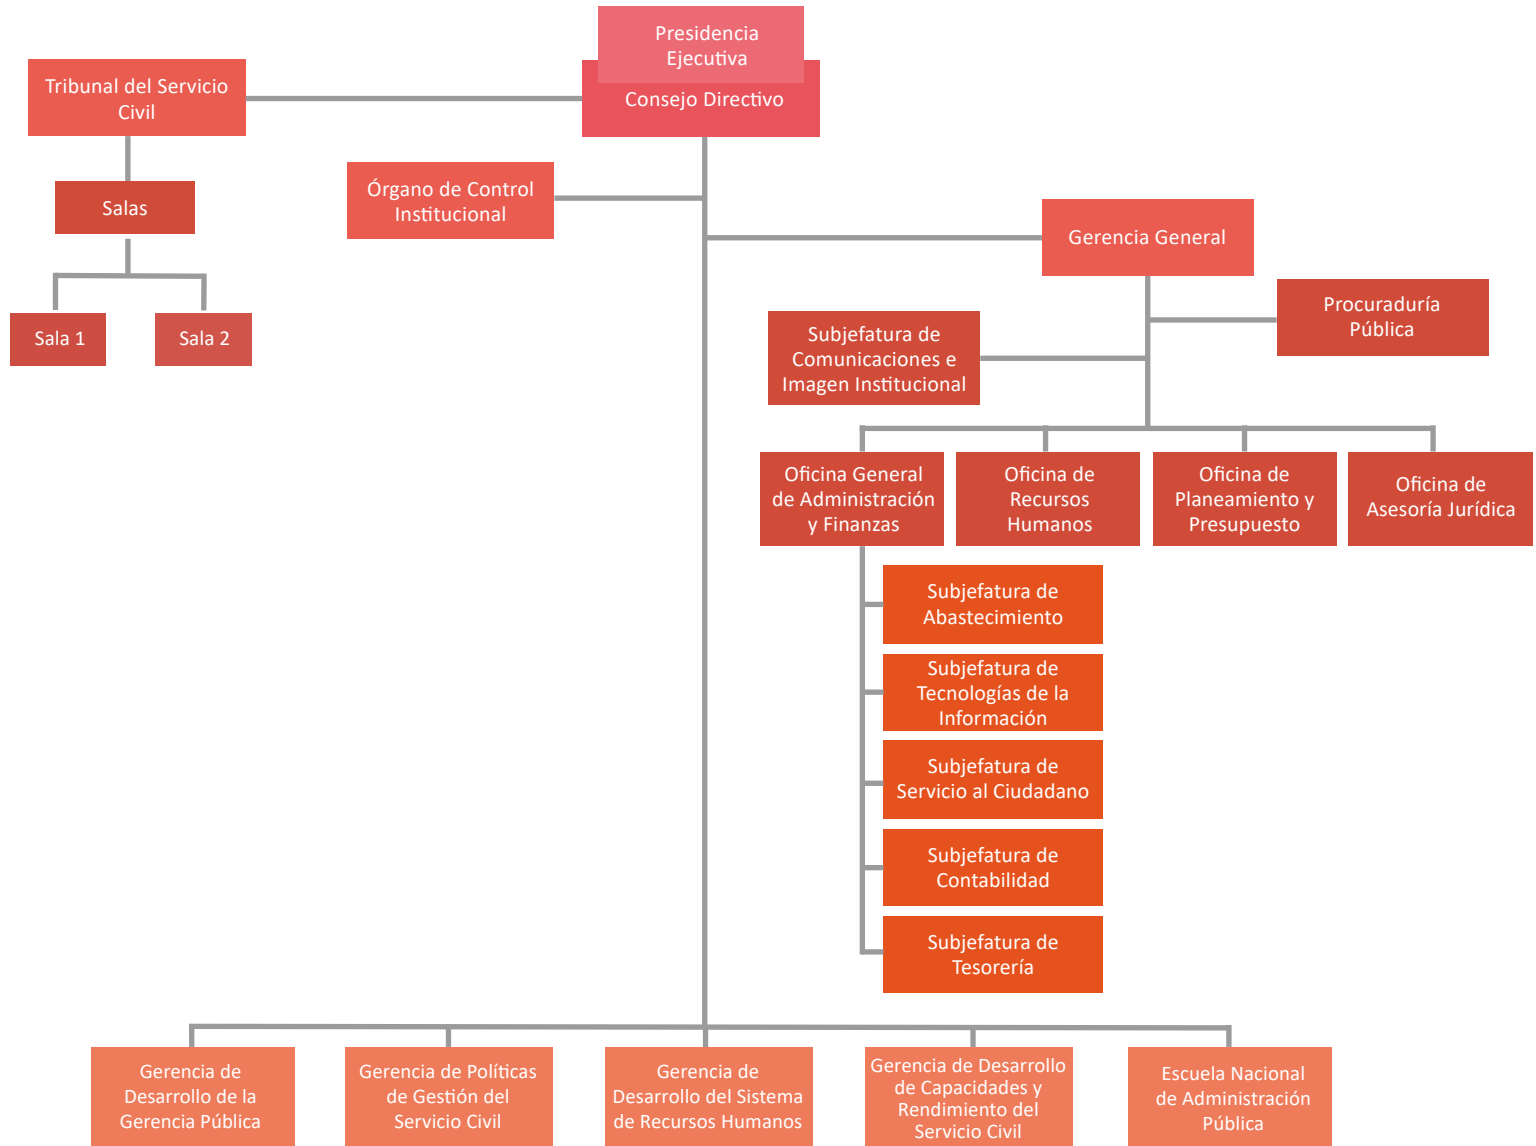 Presidencia
Ejecutiva
Consejo Directivo
Tribunal del Servicio
Civil
Salas
Sala 1
Sala 2
Órgano de Control
Institucional
Gerencia General
Procuraduría
Pública
Subjefatura de
Comunicaciones e
Imagen Institucional
Oficina General
de Administración
y Finanzas
Oficina de
Recursos
Humanos
Oficina de
Planeamiento y
Presupuesto
Oficina de
Asesoría Jurídica
Subjefatura de
Abastecimiento
Subjefatura de
Tecnologías de la
Información
Subjefatura de
Servicio al Ciudadano
Subjefatura de
Contabilidad
Subjefatura de
Tesorería
Gerencia de
Desarrollo de la
Gerencia Pública
Gerencia de Políticas
de Gestión del
Servicio Civil
Gerencia de
Desarrollo del Sistema
de Recursos Humanos
Gerencia de Desarrollo
de Capacidades y
Rendimiento del
Servicio Civil
Escuela Nacional
de Administración
Pública